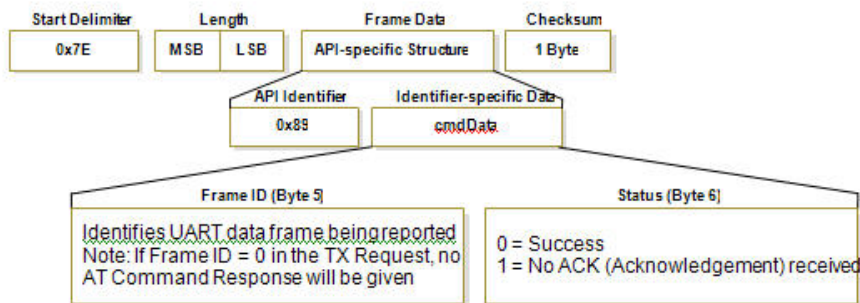 Start Delimiter Length Frame Data Checksum
0x7E MSB LSB API-specific Structure 1 Byte
API Identifier Identifier-specific Data
0x89 cmdData
Frame ID (Byte 5) Status (Byte 6)
Identifies UART data frame being reported
Note: If Frame ID = 0 in the TX Request, no
AT Command Response will be given
0 = Success
1 = No ACK (Acknowledgement) received